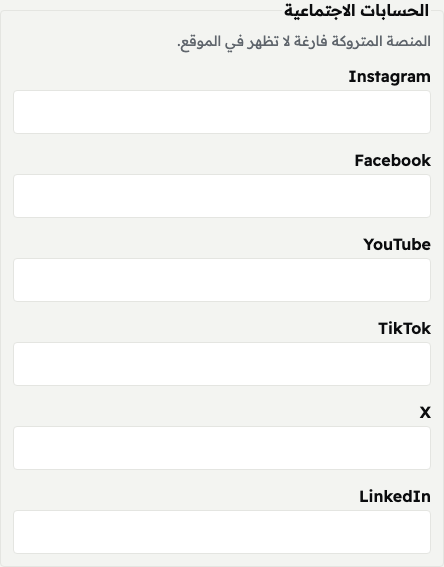 الحسابات الاجتماعية
المنصة المتروكة فارغة لا تظهر في الموقع.
Instagram
Facebook
YouTube
TikTok
X
LinkedIn